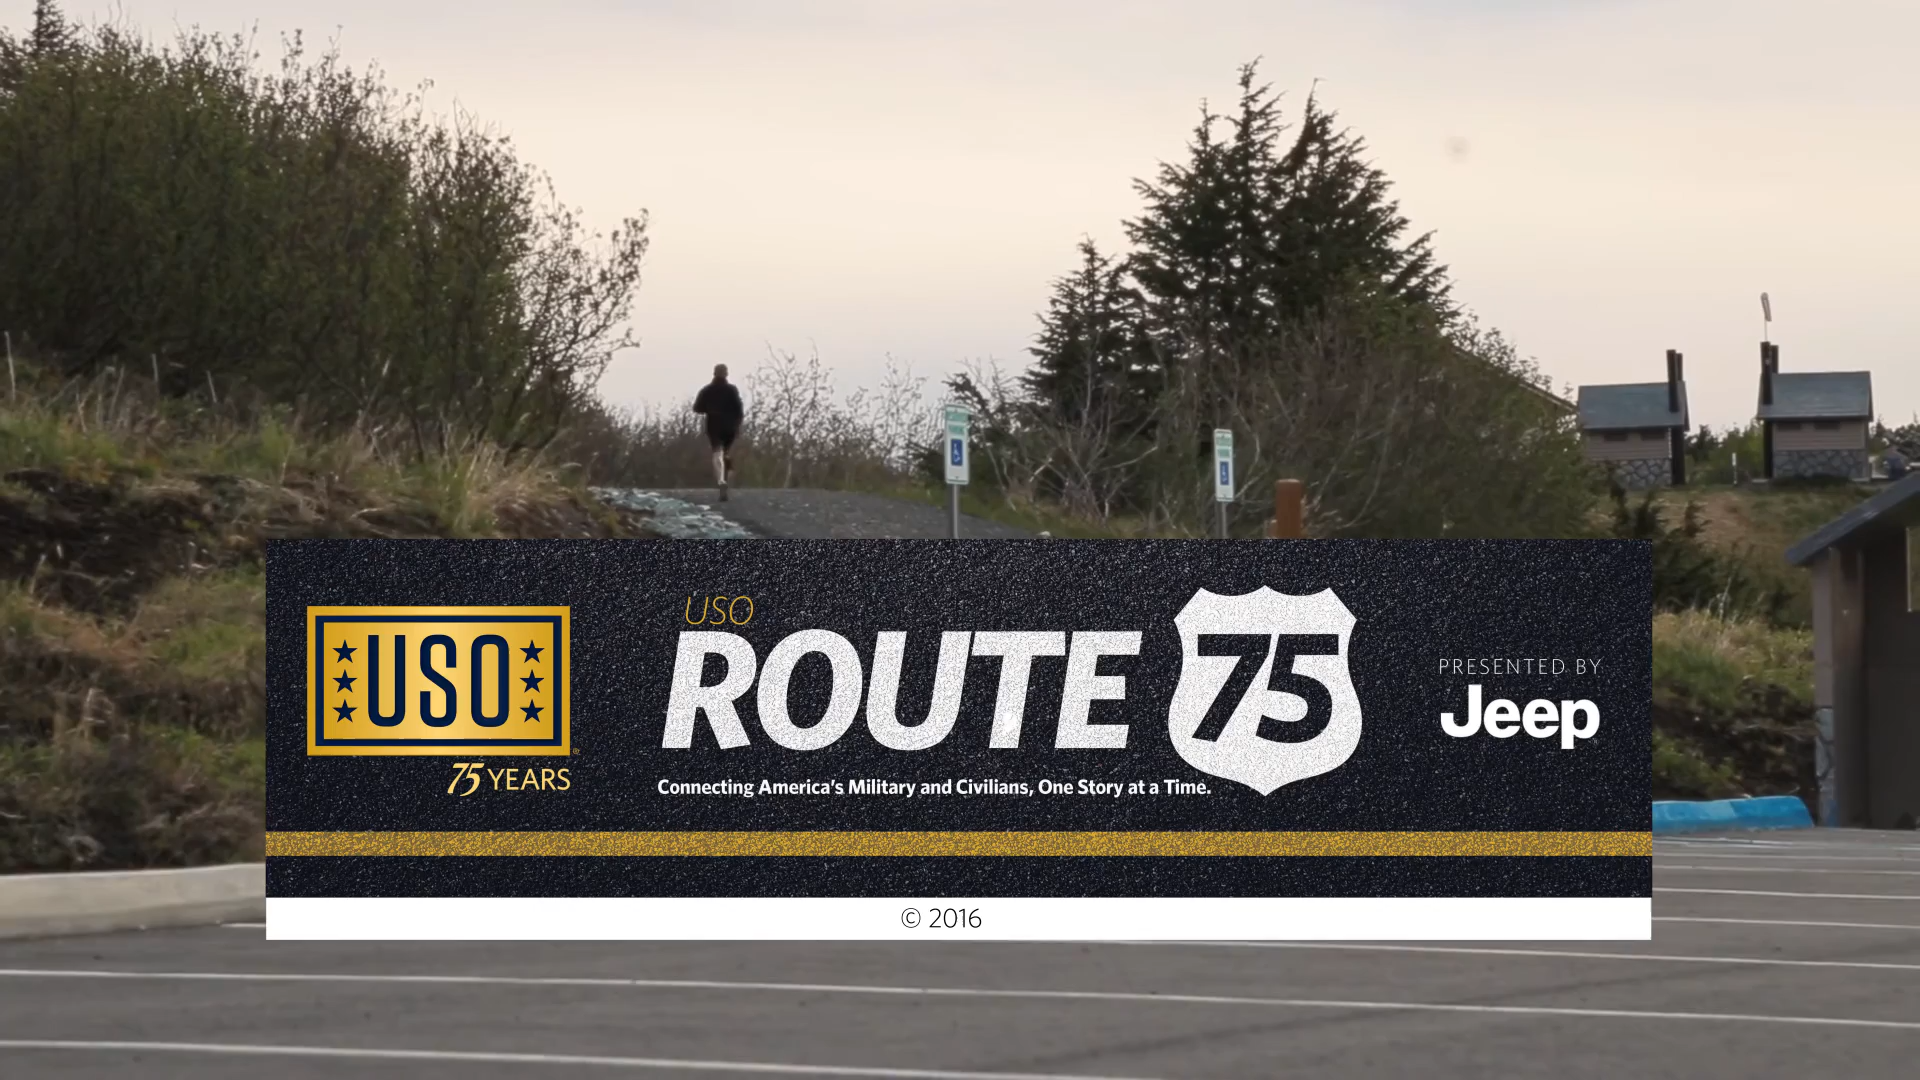 USO
75 YEARS
USO
ROUTE 75
Connecting America's Military and Civilians, One Story at a Time.
PRESENTED BY
Jeep
© 2016